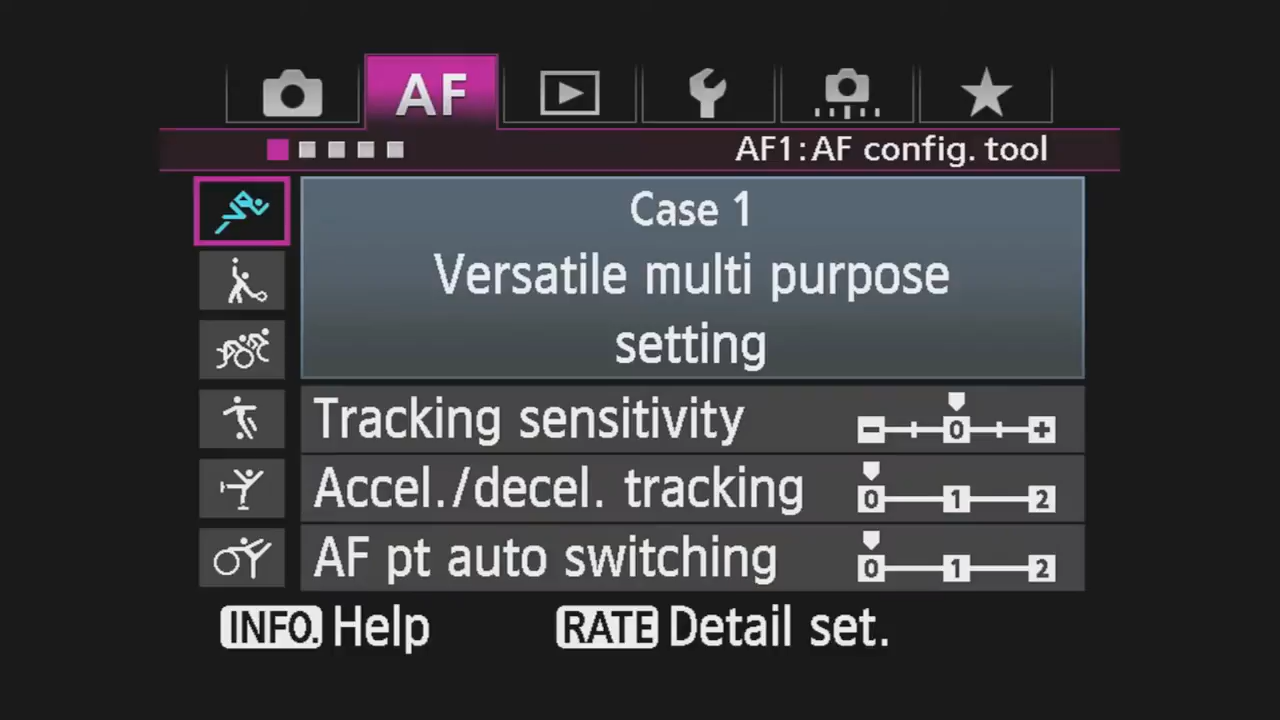 AF
AF1:AF config. tool
Case 1
Versatile multi purpose
setting
Tracking sensitivity
− 0 +
Accel./decel. tracking
0 1 2
AF pt auto switching
0 1 2
INFO. Help
RATE Detail set.